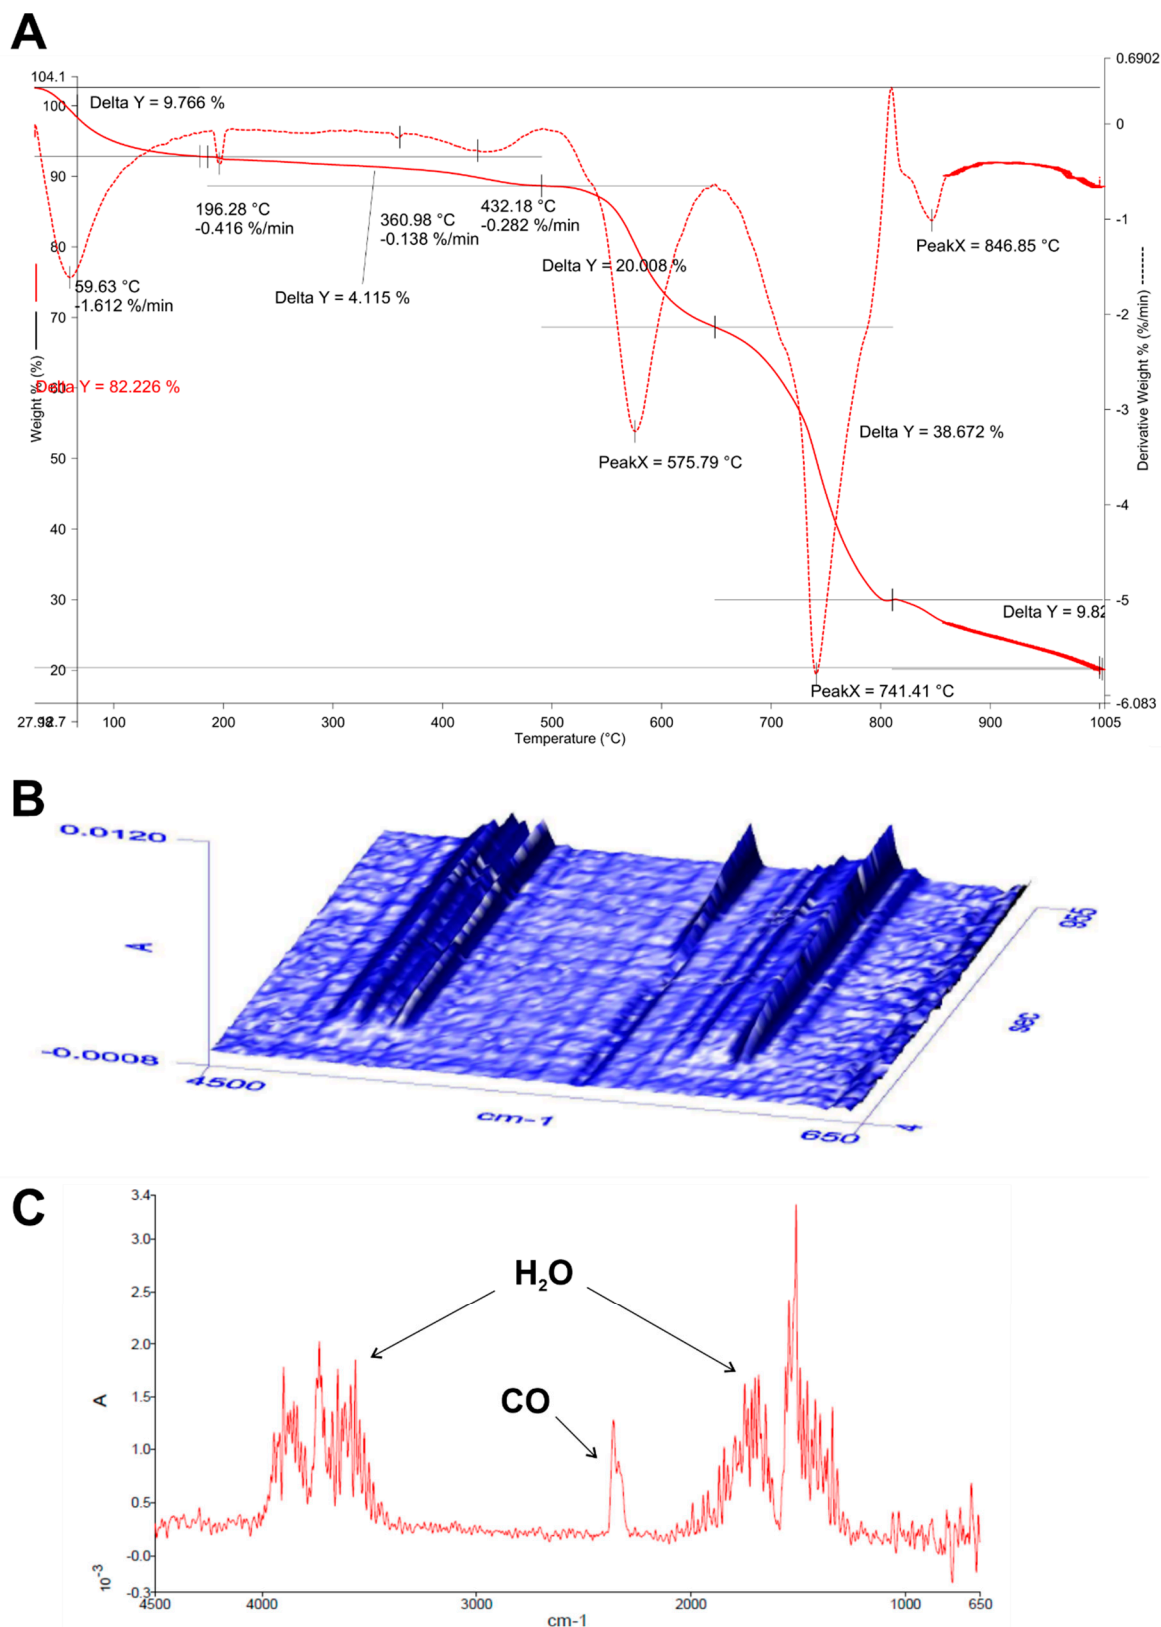 A
104.1
100
90
80
70
60
50
40
30
20
Weight % (%)
Delta Y = 9.766 %
196.28 °C
-0.416 %/min
360.98 °C
-0.138 %/min
432.18 °C
-0.282 %/min
59.63 °C
-1.612 %/min
Delta Y = 4.115 %
Delta Y = 20.008 %
Delta Y = 82.226 %
PeakX = 575.79 °C
Delta Y = 38.672 %
PeakX = 846.85 °C
Delta Y = 9.82
PeakX = 741.41 °C
0.6902
0
-1
-2
-3
-4
-5
-6.083
Derivative Weight % (%/min)
27.98
12.7
100
200
300
400
500
600
700
800
900
1005
Temperature (°C)
B
0.0120
A
-0.0008
4500
cm-1
650
4
sec
955
C
3.4
3.0
2.5
2.0
1.5
1.0
0.5
-0.0
-0.3
A
10-3
H2O
CO
4500
4000
3000
2000
1000
650
cm-1